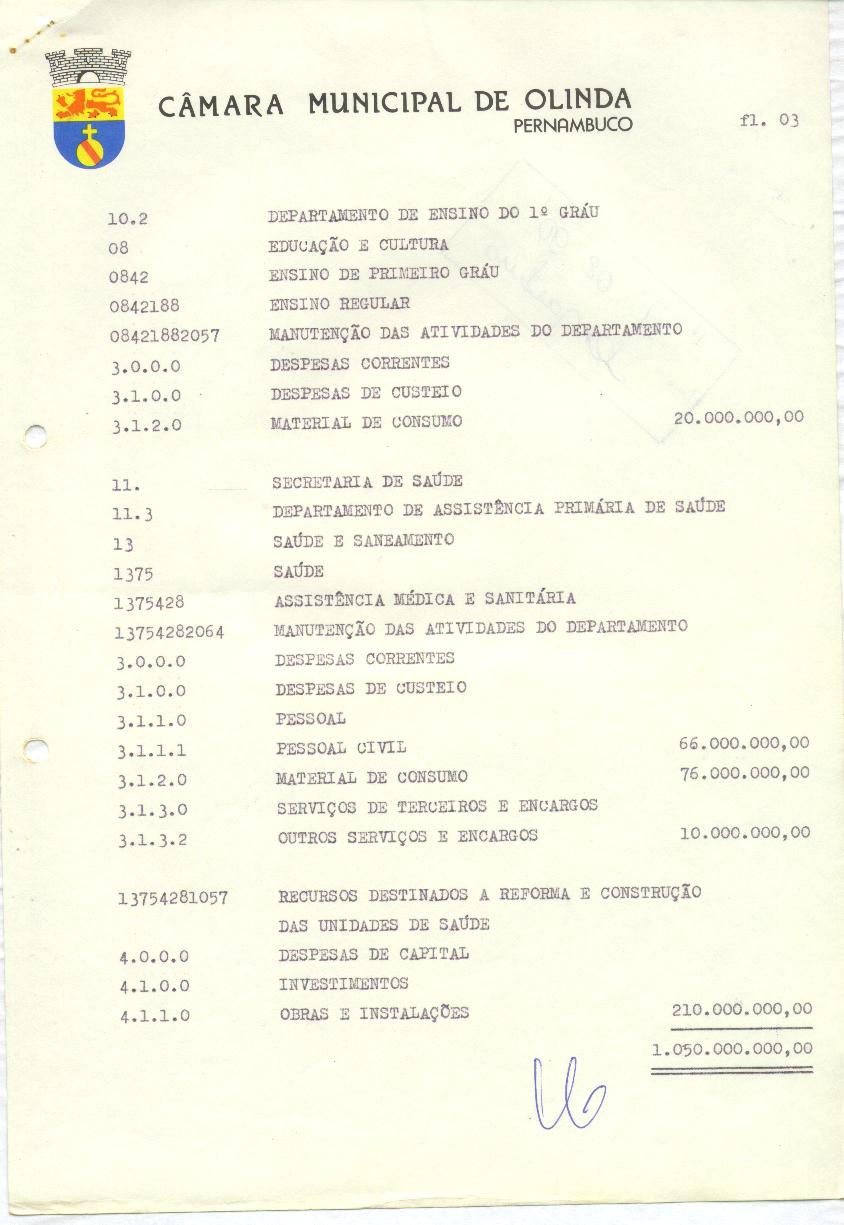 CÂMARA MUNICIPAL DE OLINDA
PERNAMBUCO
fl. 03
10.2 DEPARTAMENTO DE ENSINO DO 1º GRÁU
08 EDUCAÇÃO E CULTURA
0842 ENSINO DE PRIMEIRO GRÁU
0842188 ENSINO REGULAR
08421882057 MANUTENÇÃO DAS ATIVIDADES DO DEPARTAMENTO
3.0.0.0 DESPESAS CORRENTES
3.1.0.0 DESPESAS DE CUSTEIO
3.1.2.0 MATERIAL DE CONSUMO 20.000.000,00
11. SECRETARIA DE SAÚDE
11.3 DEPARTAMENTO DE ASSISTÊNCIA PRIMÁRIA DE SAÚDE
13 SAÚDE E SANEAMENTO
1375 SAÚDE
1375428 ASSISTÊNCIA MÉDICA E SANITÁRIA
13754282064 MANUTENÇÃO DAS ATIVIDADES DO DEPARTAMENTO
3.0.0.0 DESPESAS CORRENTES
3.1.0.0 DESPESAS DE CUSTEIO
3.1.1.0 PESSOAL
3.1.1.1 PESSOAL CIVIL 66.000.000,00
3.1.2.0 MATERIAL DE CONSUMO 76.000.000,00
3.1.3.0 SERVIÇOS DE TERCEIROS E ENCARGOS
3.1.3.2 OUTROS SERVIÇOS E ENCARGOS 10.000.000,00
13754281057 RECURSOS DESTINADOS A REFORMA E CONSTRUÇÃO
DAS UNIDADES DE SAÚDE
4.0.0.0 DESPESAS DE CAPITAL
4.1.0.0 INVESTIMENTOS
4.1.1.0 OBRAS E INSTALAÇÕES 210.000.000,00
1.050.000.000,00